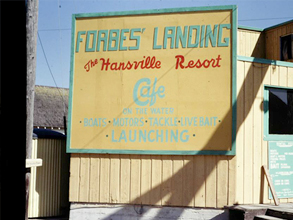 FORBES' LANDING
The Hansville Resort
Cafe
ON THE WATER
BOATS · MOTORS · TACKLE · LIVE BAIT
· LAUNCHING ·